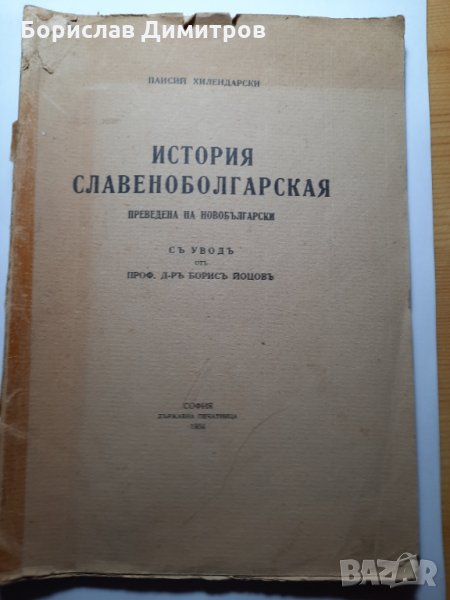 Борислав Димитров
ПАИСИЙ ХИЛЕНДАРСКИ
ИСТОРИЯ
СЛАВЕНОБОЛГАРСКАЯ
ПРЕВЕДЕНА НА НОВОБЪЛГАРСКИ
СЪ УВОДЪ
ОТЪ
ПРОФ. Д-РЪ БОРИСЪ ЙОЦОВЪ
СОФИЯ
ДЪРЖАВНА ПЕЧАТНИЦА
BAZAR